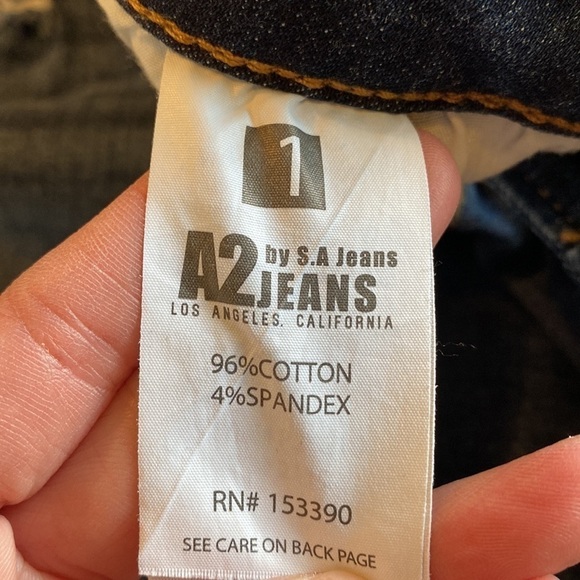 1
A2 by S.A Jeans
JEANS
LOS ANGELES. CALIFORNIA
96%COTTON
4%SPANDEX
RN# 153390
SEE CARE ON BACK PAGE